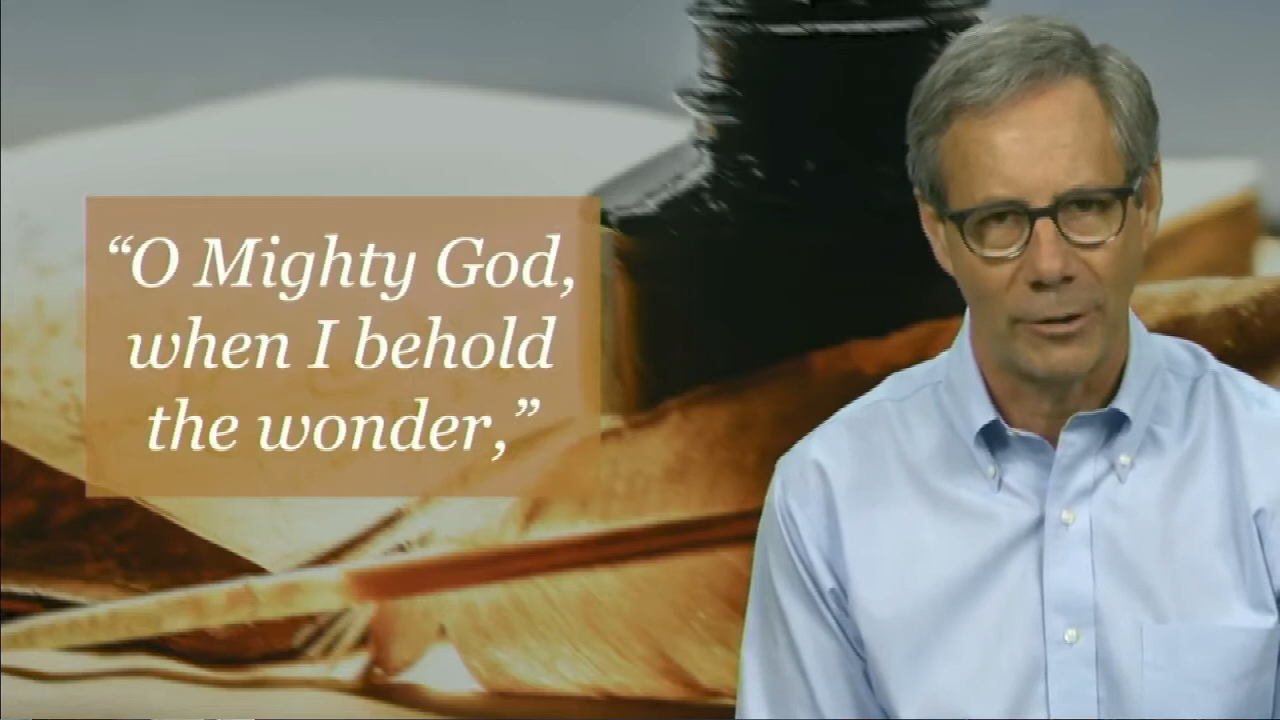 “O Mighty God,
when I behold
the wonder,”